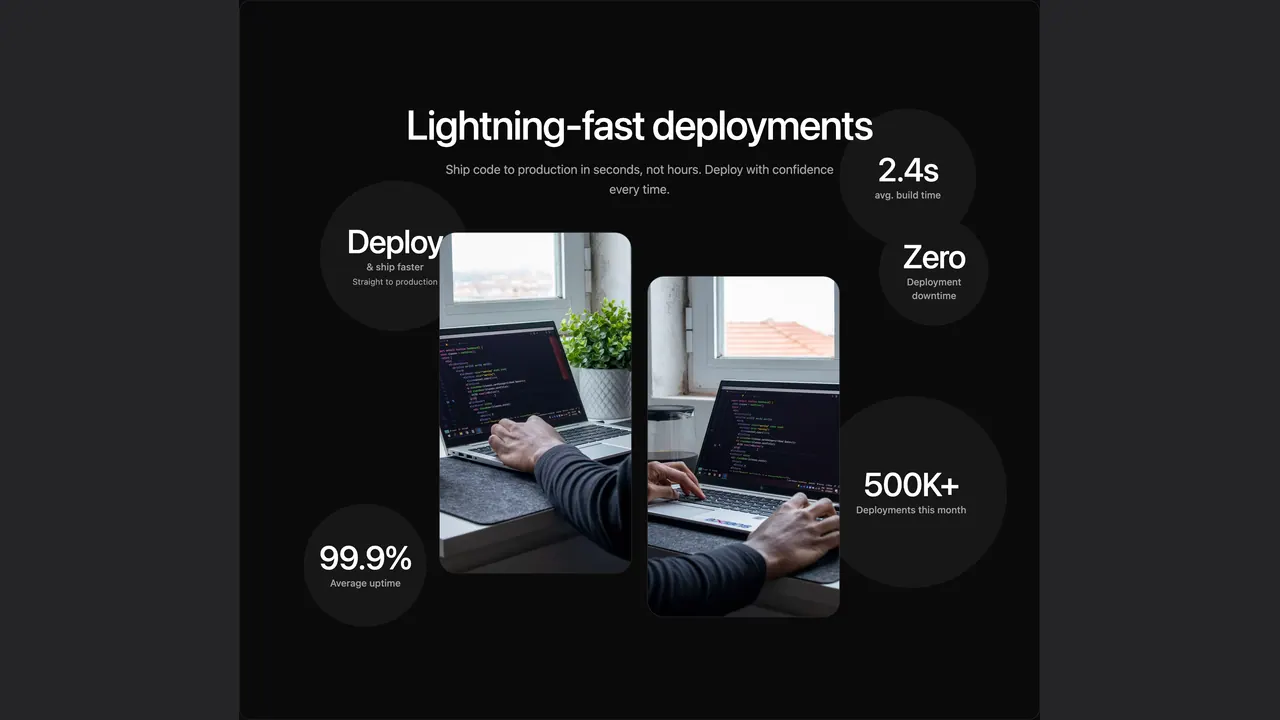 Lightning-fast deployments
Ship code to production in seconds, not hours. Deploy with confidence
every time.
2.4s
avg. build time
Deploy
& ship faster
Straight to production
Zero
Deployment
downtime
500K+
Deployments this month
99.9%
Average uptime